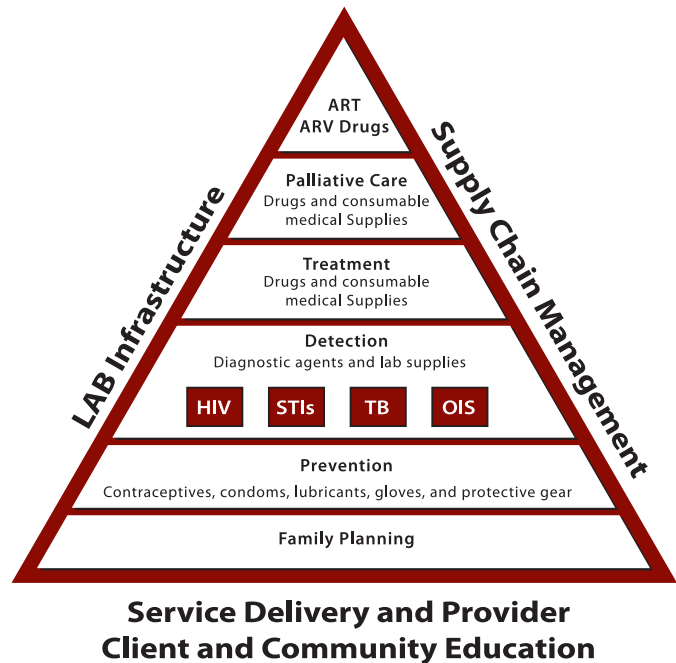 ART
ARV Drugs
Palliative Care
Drugs and consumable
medical Supplies
Treatment
Drugs and consumable
medical Supplies
Detection
Diagnostic agents and lab supplies
HIV STIs TB OIS
Prevention
Contraceptives, condoms, lubricants, gloves, and protective gear
Family Planning
LAB Infrastructure
Supply Chain Management
Service Delivery and Provider
Client and Community Education